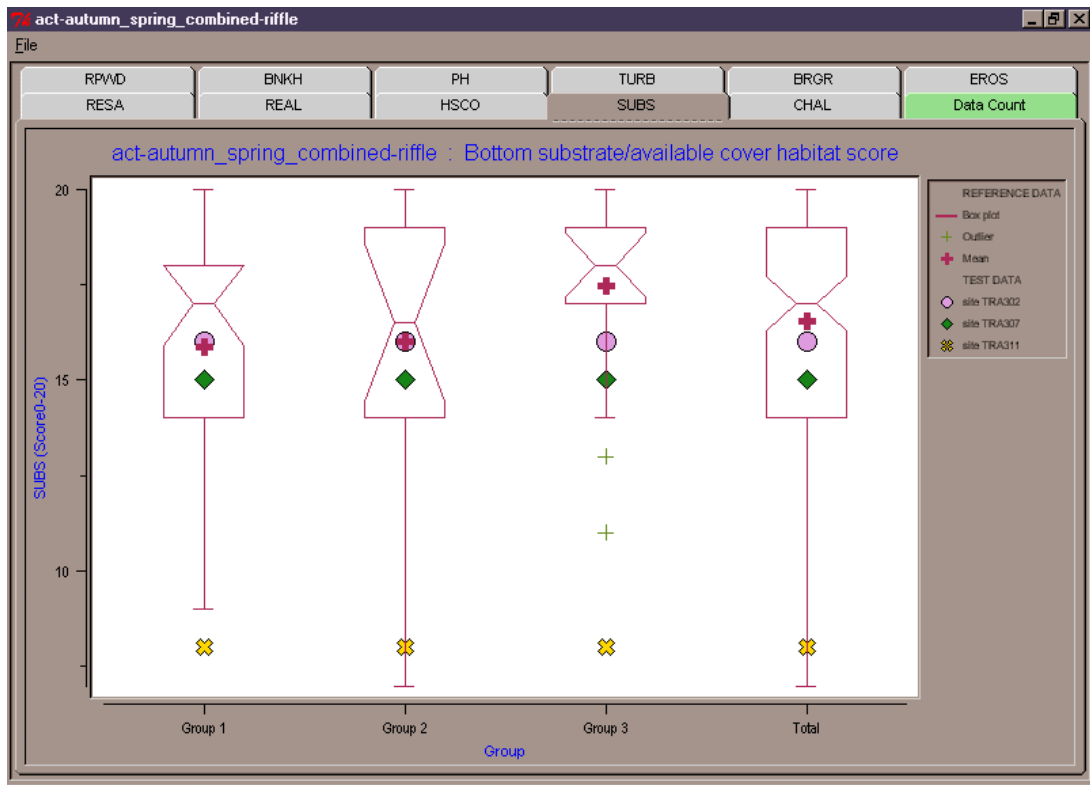 act-autumn_spring_combined-riffle
File
RPWD BNKH PH TURB BRGR EROS
RESA REAL HSCO SUBS CHAL Data Count
act-autumn_spring_combined-riffle : Bottom substrate/available cover habitat score
REFERENCE DATA
Box plot
Outlier
Mean
TEST DATA
site TRA302
site TRA307
site TRA311
SUBS (Score0-20)
20
15
10
Group 1 Group 2 Group 3 Total
Group